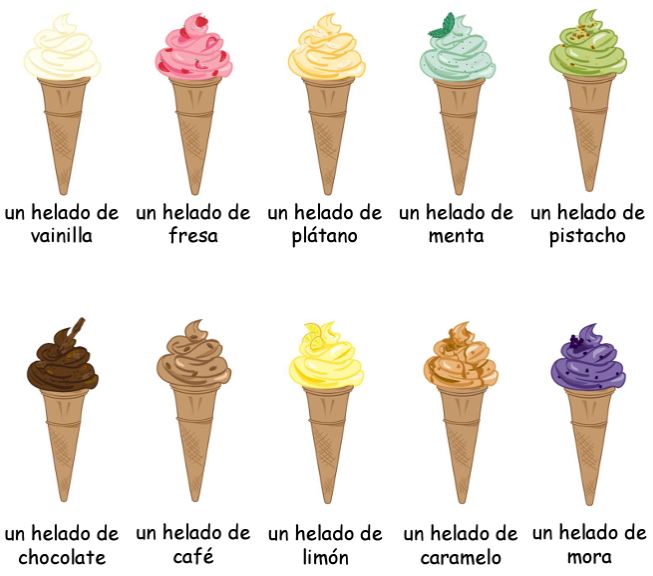 un helado de
vainilla
un helado de
fresa
un helado de
plátano
un helado de
menta
un helado de
pistacho
un helado de
chocolate
un helado de
café
un helado de
limón
un helado de
caramelo
un helado de
mora